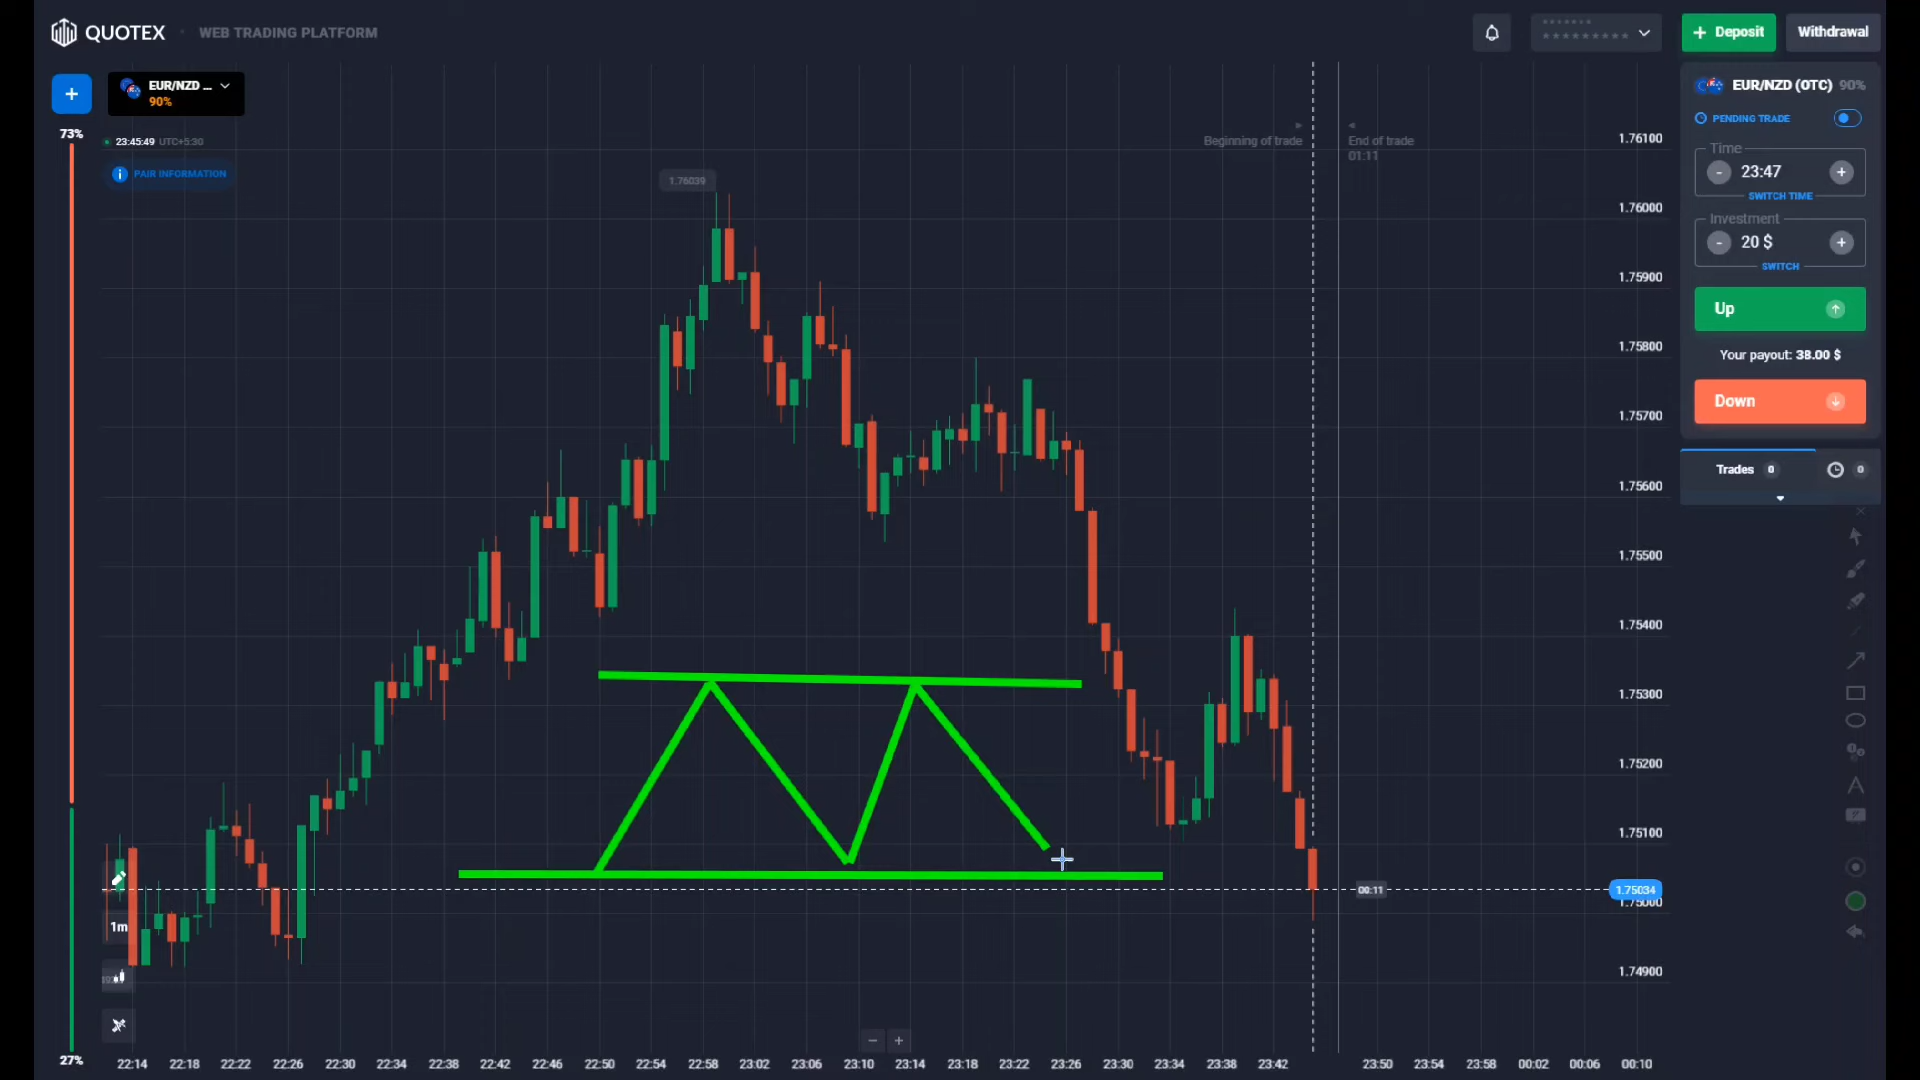 QUOTEX
WEB TRADING PLATFORM
Deposit
Withdrawal
EUR/NZD ...
90%
EUR/NZD (OTC) 90%
PENDING TRADE
Time
23:47
SWITCH TIME
Investment
20 $
SWITCH
Up
Your payout: 38.00 $
Down
Trades 0
0
73%
23:45:49 UTC+5:30
PAIR INFORMATION
Beginning of trade
End of trade
01:11
1.76039
1.76100
1.76000
1.75900
1.75800
1.75700
1.75600
1.75500
1.75400
1.75300
1.75200
1.75100
00:11
1.75034
1.75000
1.74900
1m
27%
22:14 22:18 22:22 22:26 22:30 22:34 22:38 22:42 22:46 22:50 22:54 22:58 23:02 23:06 23:10 23:14 23:18 23:22 23:26 23:30 23:34 23:38 23:42 23:50 23:54 23:58 00:02 00:06 00:10